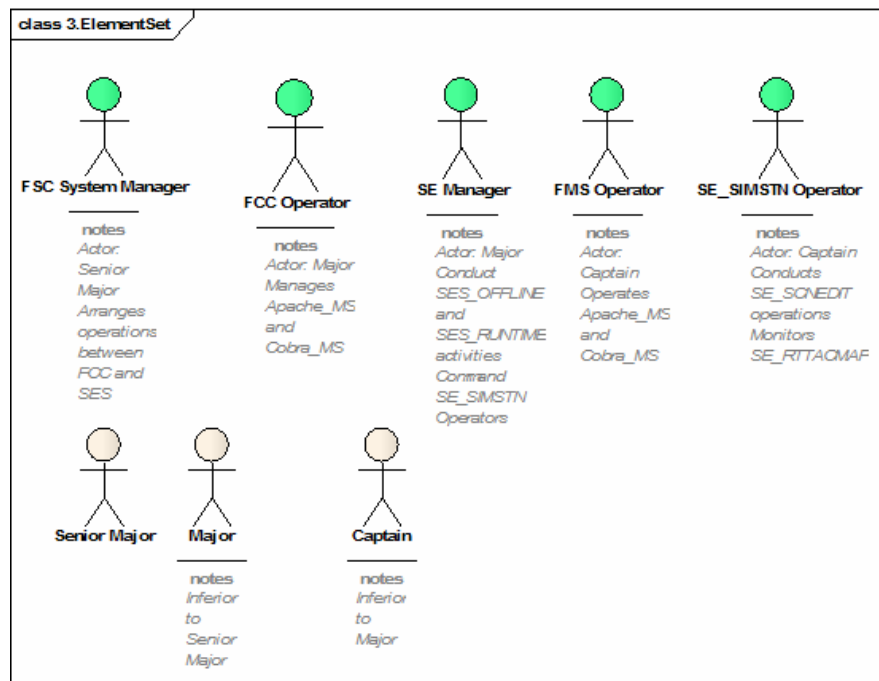 class 3.ElementSet
FSC System Manager
notes
Actor:
Senior
Major
Arranges
operations
between
FCC and
SES
FCC Operator
notes
Actor: Major
Manages
Apache_MS
and
Cobra_MS
SE Manager
notes
Actor: Major
Conduct
SES_OFFLINE
and
SES_RUNTIME
activities
Command
SE_SIMSTN
Operators
FMS Operator
notes
Actor:
Captain
Operates
Apache_MS
and
Cobra_MS
SE_SIMSTN Operator
notes
Actor: Captain
Conducts
SE_SCNEDIT
operations
Monitors
SE_RTTACMAP
Senior Major
Major
notes
Inferior
to
Senior
Major
Captain
notes
Inferior
to
Major